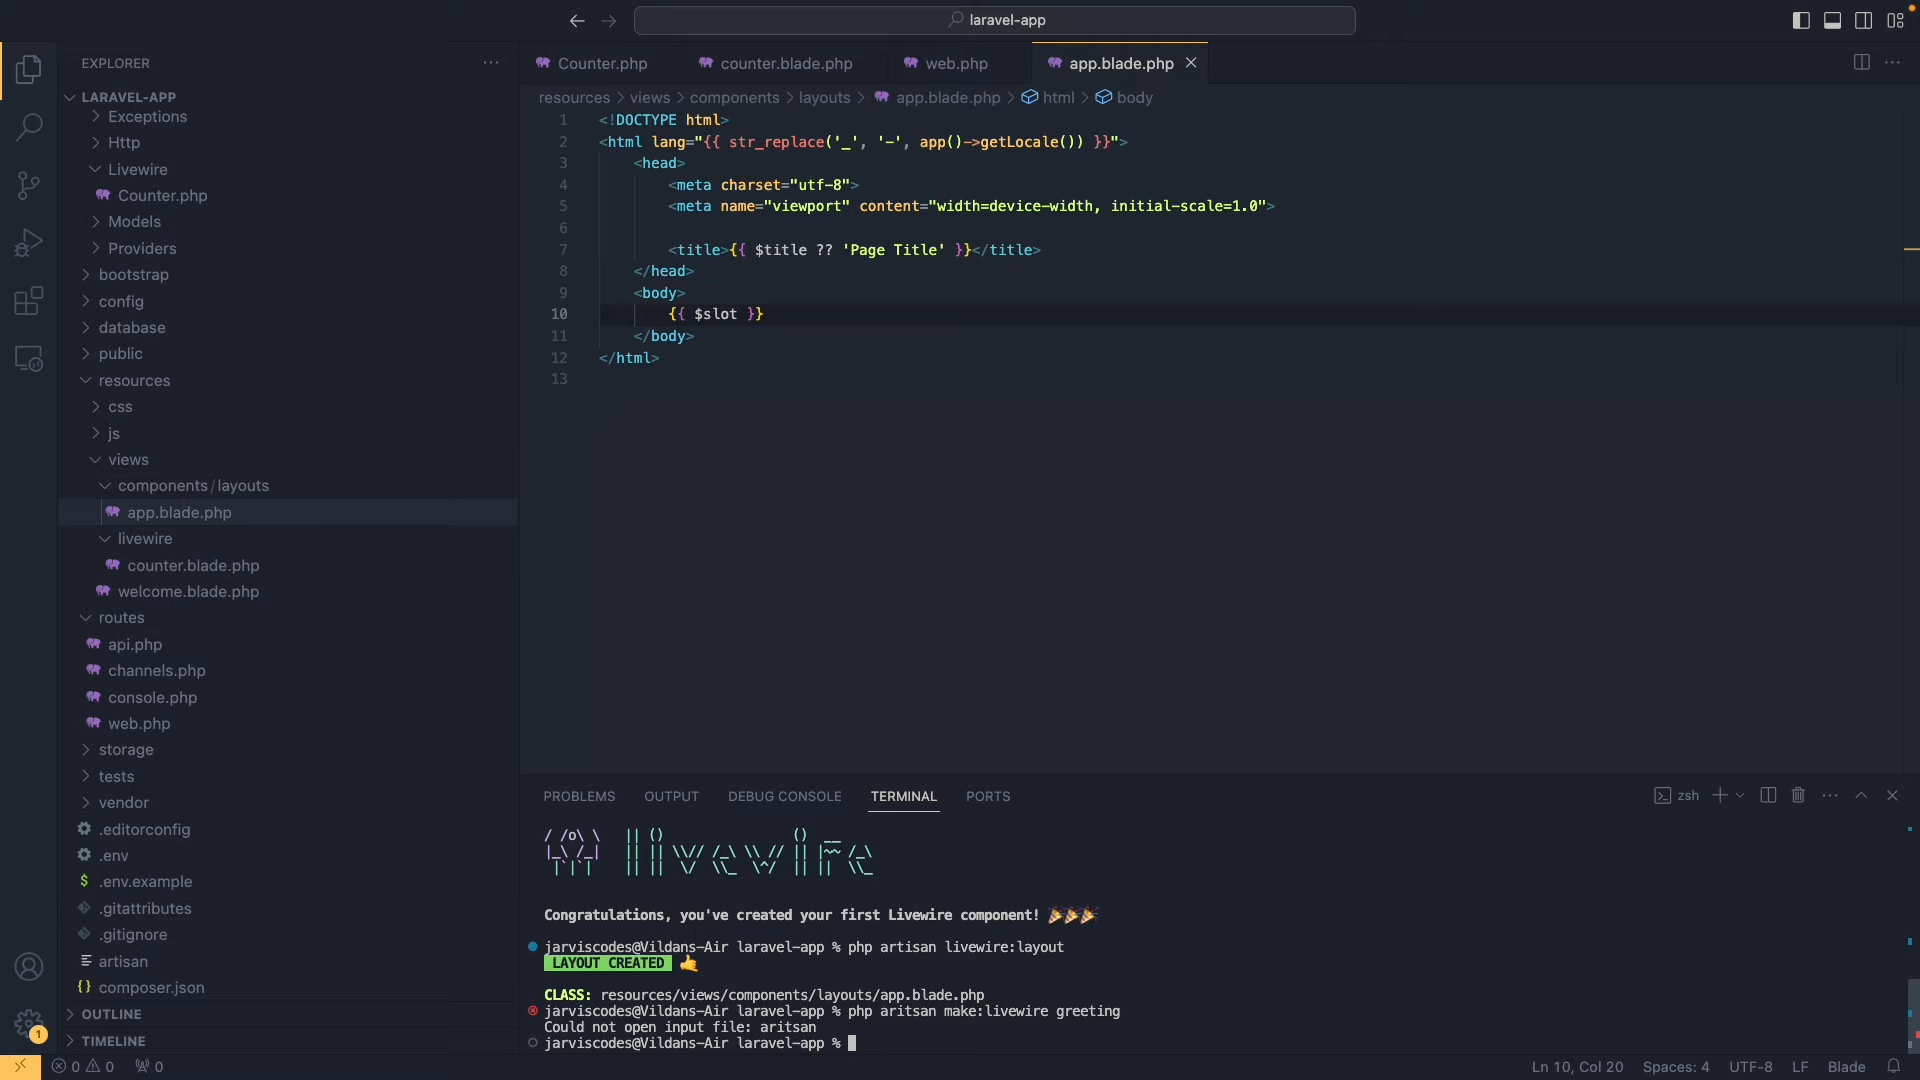 laravel-app
EXPLORER
LARAVEL-APP
Exceptions
Http
Livewire
Counter.php
Models
Providers
bootstrap
config
database
public
resources
css
js
views
components/layouts
app.blade.php
livewire
counter.blade.php
welcome.blade.php
routes
api.php
channels.php
console.php
web.php
storage
tests
vendor
.editorconfig
.env
$ .env.example
.gitattributes
.gitignore
artisan
{} composer.json
OUTLINE
TIMELINE
1
Counter.php counter.blade.php web.php app.blade.php
resources > views > components > layouts > app.blade.php > html > body
1 <!DOCTYPE html>
2 <html lang="{{ str_replace('_', '-', app()->getLocale()) }}">
3 <head>
4 <meta charset="utf-8">
5 <meta name="viewport" content="width=device-width, initial-scale=1.0">
6
7 <title>{{ $title ?? 'Page Title' }}</title>
8 </head>
9 <body>
10 {{ $slot }}
11 </body>
12 </html>
13
PROBLEMS OUTPUT DEBUG CONSOLE TERMINAL PORTS
zsh
Congratulations, you've created your first Livewire component! 🎉🎉🎉
jarviscodes@Vildans-Air laravel-app % php artisan livewire:layout
LAYOUT CREATED 🤙
CLASS: resources/views/components/layouts/app.blade.php
jarviscodes@Vildans-Air laravel-app % php aritsan make:livewire greeting
Could not open input file: aritsan
jarviscodes@Vildans-Air laravel-app %
0 0 0
Ln 10, Col 20 Spaces: 4 UTF-8 LF Blade